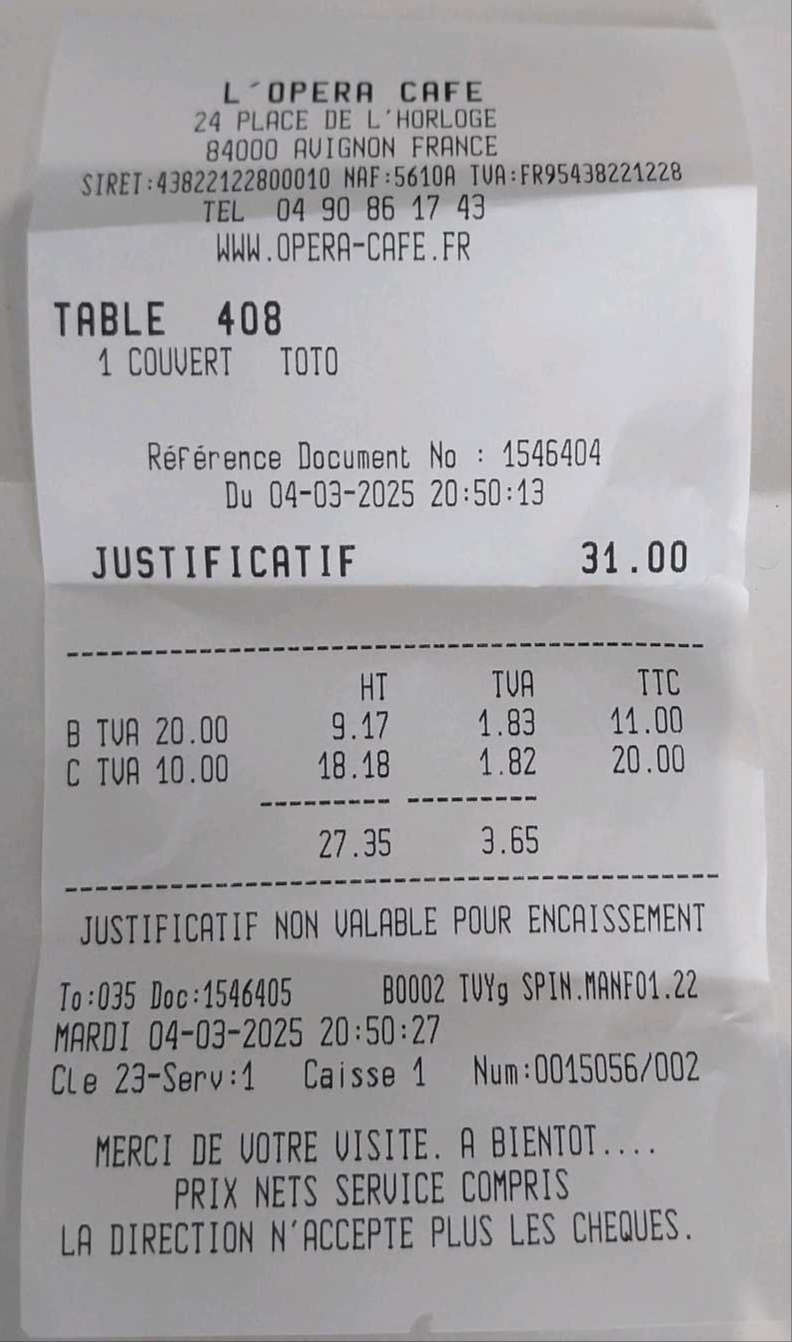 L´OPERA CAFE
24 PLACE DE L'HORLOGE
84000 AVIGNON FRANCE
SIRET:43822122800010 NAF:5610A TVA:FR95438221228
TEL 04 90 86 17 43
WWW.OPERA-CAFE.FR
TABLE 408
1 COUVERT TOTO
Référence Document No : 1546404
Du 04-03-2025 20:50:13
JUSTIFICATIF 31.00
HT TVA TTC
B TVA 20.00 9.17 1.83 11.00
C TVA 10.00 18.18 1.82 20.00
27.35 3.65
JUSTIFICATIF NON VALABLE POUR ENCAISSEMENT
To:035 Doc:1546405 B0002 TVYg SPIN.MANF01.22
MARDI 04-03-2025 20:50:27
Cle 23-Serv:1 Caisse 1 Num:0015056/002
MERCI DE VOTRE VISITE. A BIENTOT....
PRIX NETS SERVICE COMPRIS
LA DIRECTION N'ACCEPTE PLUS LES CHEQUES.